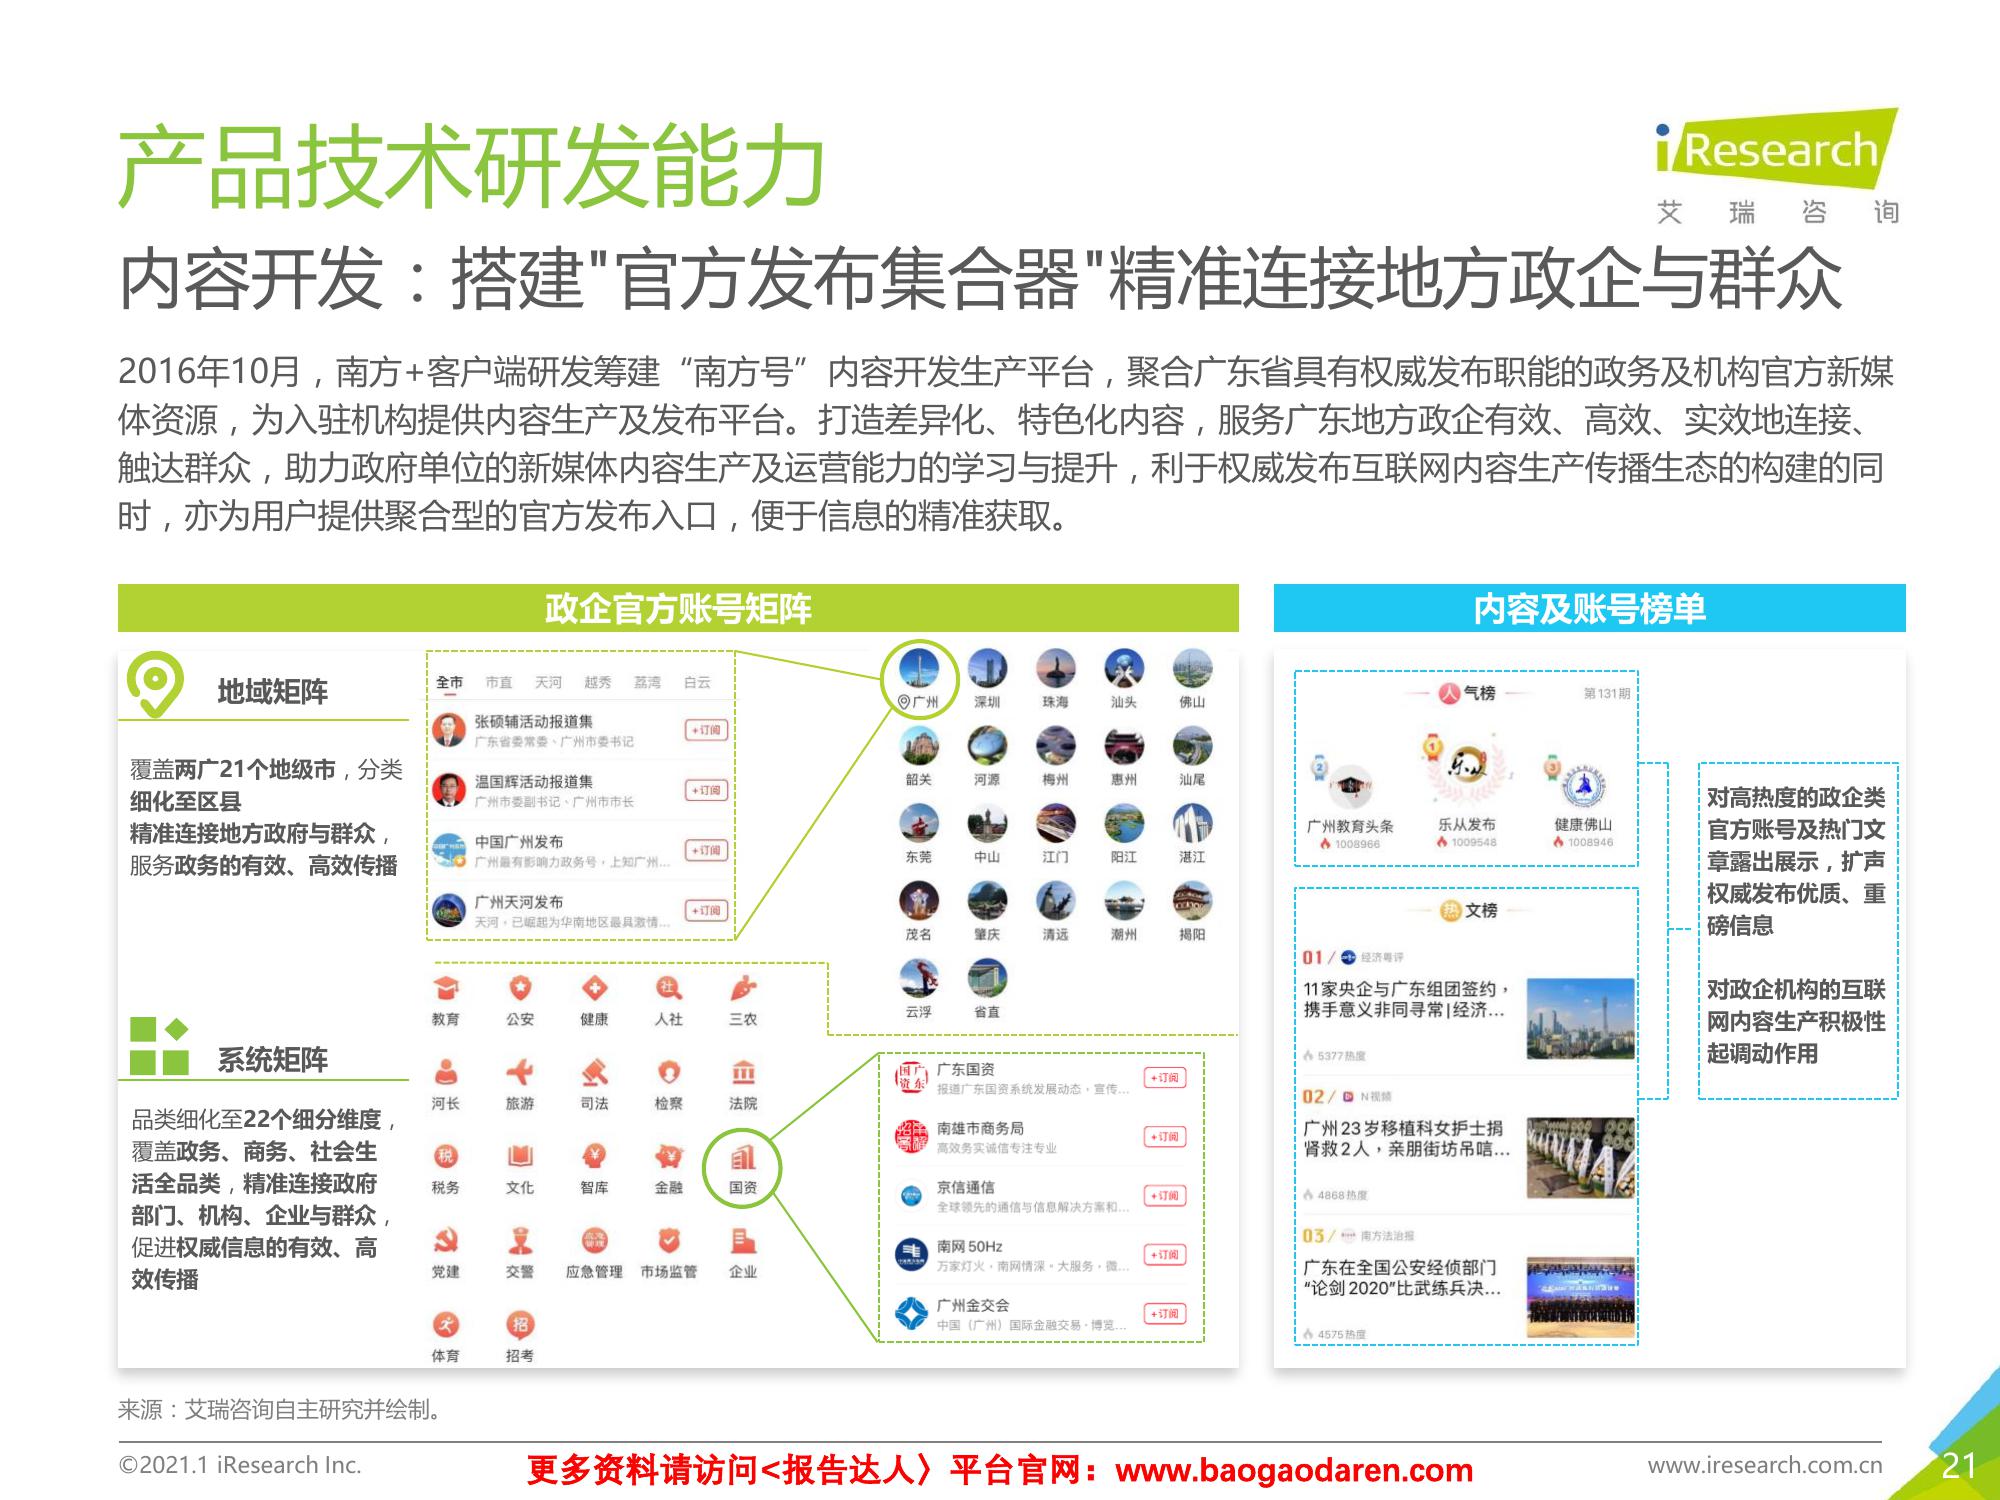 产品技术研发能力
iResearch
艾瑞咨询
内容开发：搭建"官方发布集合器"精准连接地方政企与群众
2016年10月，南方+客户端研发筹建“南方号”内容开发生产平台，聚合广东省具有权威发布职能的政务及机构官方新媒
体资源，为入驻机构提供内容生产及发布平台。打造差异化、特色化内容，服务广东地方政企有效、高效、实效地连接、
触达群众，助力政府单位的新媒体内容生产及运营能力的学习与提升，利于权威发布互联网内容生产传播生态的构建的同
时，亦为用户提供聚合型的官方发布入口，便于信息的精准获取。
政企官方账号矩阵
地域矩阵
覆盖两广21个地级市，分类
细化至区县
精准连接地方政府与群众，
服务政务的有效、高效传播
全市 市直 天河 越秀 荔湾 白云
张硕辅活动报道集
广东省委常委、广州市委书记
+订阅
温国辉活动报道集
广州市委副书记、广州市市长
+订阅
中国广州发布
广州最有影响力政务号，上知广州...
+订阅
广州天河发布
天河，已崛起为华南地区最具激情...
+订阅
广州 深圳 珠海 汕头 佛山
韶关 河源 梅州 惠州 汕尾
东莞 中山 江门 阳江 湛江
茂名 肇庆 清远 潮州 揭阳
云浮 省直
系统矩阵
品类细化至22个细分维度，
覆盖政务、商务、社会生
活全品类，精准连接政府
部门、机构、企业与群众，
促进权威信息的有效、高
效传播
社
教育 公安 健康 人社 三农
河长 旅游 司法 检察 法院
税
税务 文化 智库 金融 国资
应急管理
党建 交警 应急管理 市场监管 企业
招
体育 招考
国广资东
广东国资
报道广东国资系统发展动态，宣传...
+订阅
南雄市商务局
高效务实诚信专注专业
+订阅
京信通信
全球领先的通信与信息解决方案和...
+订阅
南网50Hz
万家灯火，南网情深。大服务，微...
+订阅
广州金交会
中国（广州）国际金融交易·博览...
+订阅
内容及账号榜单
人气榜
第131期
2 1 3
广州教育头条 乐从发布 健康佛山
1008966 1009548 1008946
热文榜
01/ 经济粤评
11家央企与广东组团签约，
携手意义非同寻常|经济...
5377热度
02/ N视频
广州23岁移植科女护士捐
肾救2人，亲朋街坊吊唁...
4868热度
03/ 南方法治报
广东在全国公安经侦部门
“论剑2020”比武练兵决...
4575热度
对高热度的政企类
官方账号及热门文
章露出展示，扩声
权威发布优质、重
磅信息
对政企机构的互联
网内容生产积极性
起调动作用
来源：艾瑞咨询自主研究并绘制。
©2021.1 iResearch Inc.
更多资料请访问<报告达人〉平台官网：www.baogaodaren.com
www.iresearch.com.cn
21